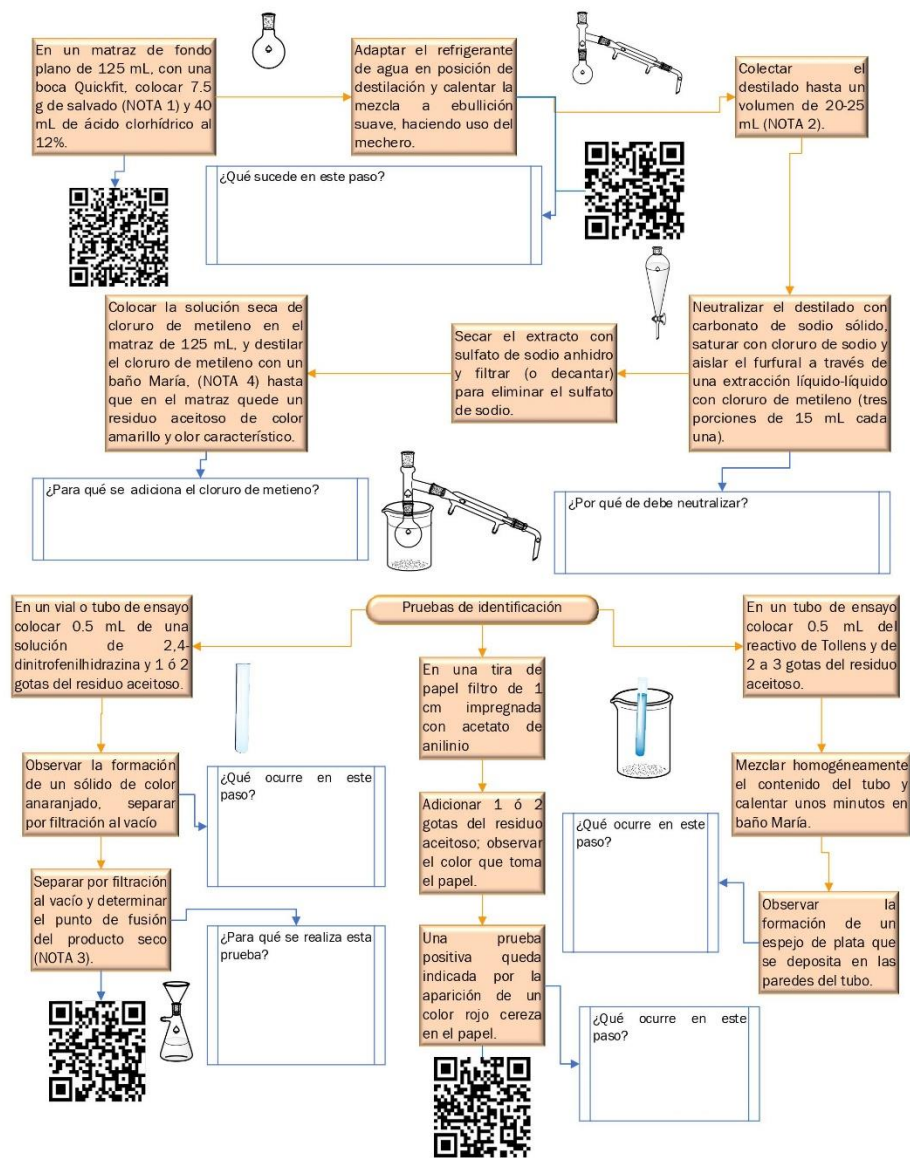 En un matraz de fondo
plano de 125 mL, con una
boca Quickfit, colocar 7.5
g de salvado (NOTA 1) y 40
mL de ácido clorhídrico al
12%.
Adaptar el refrigerante
de agua en posición de
destilación y calentar la
mezcla a ebullición
suave, haciendo uso del
mechero.
Colectar el
destilado hasta un
volumen de 20-25
mL (NOTA 2).
¿Qué sucede en este paso?
Colocar la solución seca de
cloruro de metileno en el
matraz de 125 mL, y destilar
el cloruro de metileno con un
baño María, (NOTA 4) hasta
que en el matraz quede un
residuo aceitoso de color
amarillo y olor característico.
Secar el extracto con
sulfato de sodio anhidro
y filtrar (o decantar)
para eliminar el sulfato
de sodio.
Neutralizar el destilado con
carbonato de sodio sólido,
saturar con cloruro de sodio y
aislar el furfural a través de
una extracción líquido-líquido
con cloruro de metileno (tres
porciones de 15 mL cada
una).
¿Para qué se adiciona el cloruro de metieno?
¿Por qué de debe neutralizar?
Pruebas de identificación
En un vial o tubo de ensayo
colocar 0.5 mL de una
solución de 2,4-
dinitrofenilhidrazina y 1 ó 2
gotas del residuo aceitoso.
Observar la formación
de un sólido de color
anaranjado, separar
por filtración al vacío
¿Qué ocurre en este
paso?
Separar por filtración
al vacío y determinar
el punto de fusión
del producto seco
(NOTA 3).
¿Para qué se realiza esta
prueba?
En una tira de
papel filtro de 1
cm impregnada
con acetato de
anilinio
Adicionar 1 ó 2
gotas del residuo
aceitoso; observar
el color que toma
el papel.
Una prueba
positiva queda
indicada por la
aparición de un
color rojo cereza
en el papel.
¿Qué ocurre en este
paso?
En un tubo de ensayo
colocar 0.5 mL del
reactivo de Tollens y de
2 a 3 gotas del residuo
aceitoso.
Mezclar homogéneamente
el contenido del tubo y
calentar unos minutos en
baño María.
Observar la
formación de un
espejo de plata que
se deposita en las
paredes del tubo.
¿Qué ocurre en este
paso?